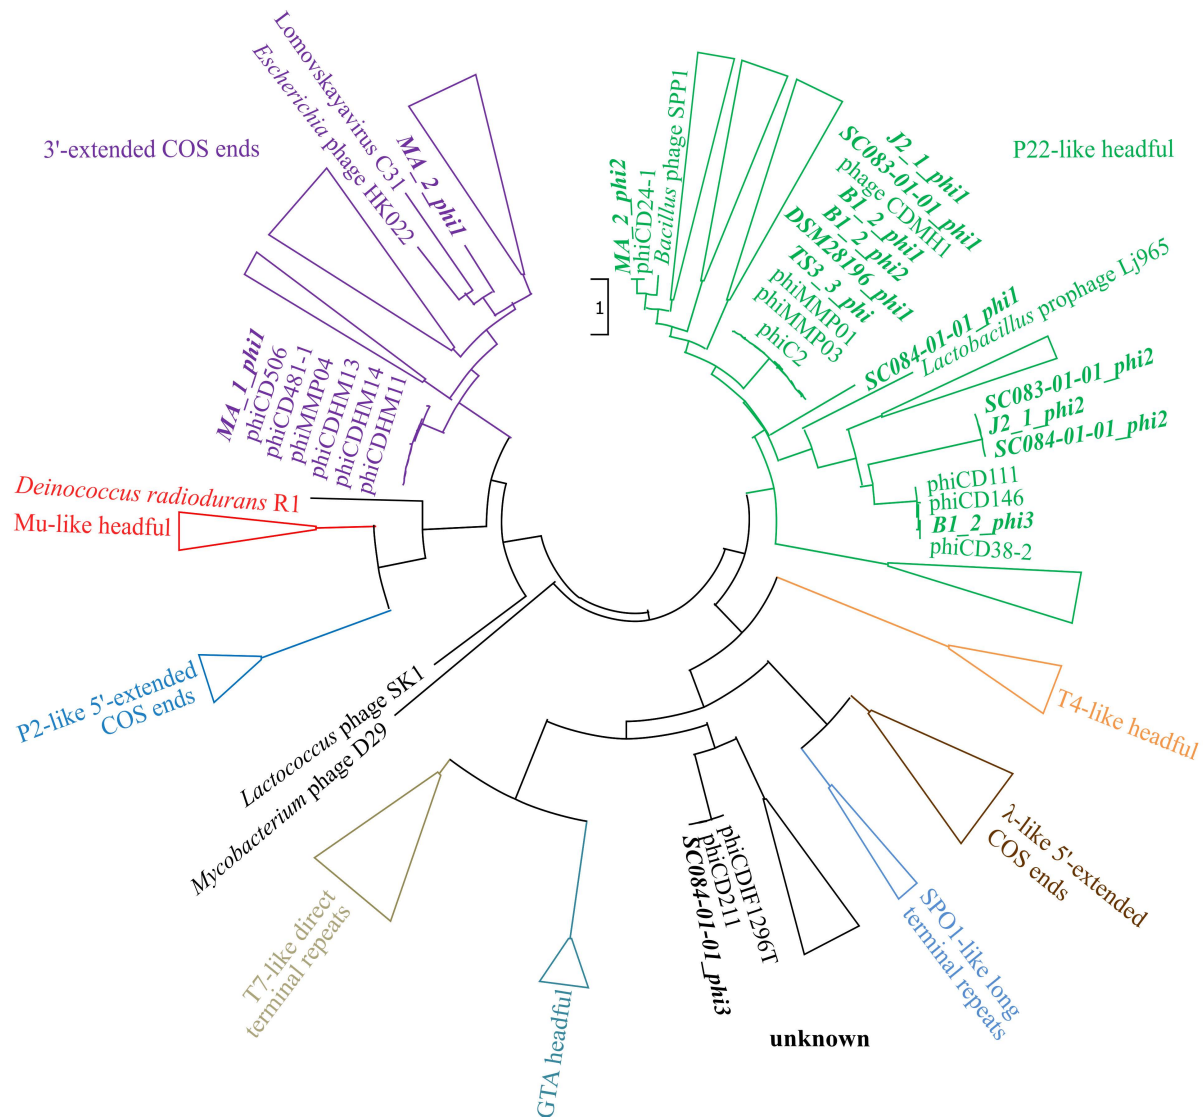 3'-extended COS ends
Lomovskayavirus C31
Escherichia phage HK022
MA_2_phi1
MA_1_phi1
phiCD506
phiCD481-1
phiMMP04
phiCDHM13
phiCDHM14
phiCDHM11
1
P22-like headful
MA_2_phi2
phiCD24-1
Bacillus phage SPP1
J2_1_phi1
SC083-01-01_phi1
phage CDMH1
B1_2_phi1
B1_2_phi2
DSM28196_phi1
TS3_3_phi
phiMMP01
phiMMP03
phiC2
SC084-01-01_phi1
Lactobacillus prophage Lj965
SC083-01-01_phi2
J2_1_phi2
SC084-01-01_phi2
phiCD111
phiCD146
B1_2_phi3
phiCD38-2
Deinococcus radiodurans R1
Mu-like headful
P2-like 5'-extended
COS ends
Lactococcus phage SK1
Mycobacterium phage D29
T7-like direct
terminal repeats
GTA headful
phiCDIF1296T
phiCD211
SC084-01-01_phi3
unknown
SPO1-like long
terminal repeats
λ-like 5'-extended
COS ends
T4-like headful